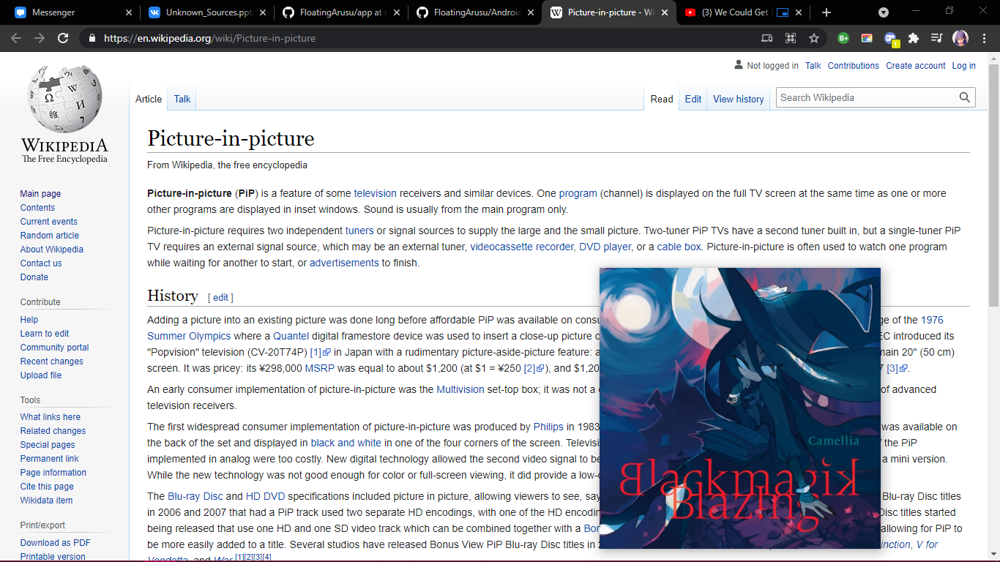 Messenger
Unknown_Sources.ppt
FloatingArusu/app at
FloatingArusu/Android
Picture-in-picture - Wi
(3) We Could Get
https://en.wikipedia.org/wiki/Picture-in-picture
Not logged in Talk Contributions Create account Log in
Article Talk Read Edit View history Search Wikipedia
WIKIPEDIA
The Free Encyclopedia
Main page
Contents
Current events
Random article
About Wikipedia
Contact us
Donate
Contribute
Help
Learn to edit
Community portal
Recent changes
Upload file
Tools
What links here
Related changes
Special pages
Permanent link
Page information
Cite this page
Wikidata item
Print/export
Download as PDF
Printable version
Picture-in-picture
From Wikipedia, the free encyclopedia
Picture-in-picture (PiP) is a feature of some television receivers and similar devices. One program (channel) is displayed on the full TV screen at the same time as one or more
other programs are displayed in inset windows. Sound is usually from the main program only.
Picture-in-picture requires two independent tuners or signal sources to supply the large and the small picture. Two-tuner PiP TVs have a second tuner built in, but a single-tuner PiP
TV requires an external signal source, which may be an external tuner, videocassette recorder, DVD player, or a cable box. Picture-in-picture is often used to watch one program
while waiting for another to start, or advertisements to finish.
History [ edit ]
Adding a picture into an existing picture was done long before affordable PiP was available on consu ge of the 1976
Summer Olympics where a Quantel digital framestore device was used to insert a close-up picture o EC introduced its
"Popvision" television (CV-20T74P) [1] in Japan with a rudimentary picture-aside-picture feature: a main 20" (50 cm)
screen. It was pricey: its ¥298,000 MSRP was equal to about $1,200 (at $1 = ¥250 [2]), and $1,20 7 [3].
An early consumer implementation of picture-in-picture was the Multivision set-top box; it was not a of advanced
television receivers.
The first widespread consumer implementation of picture-in-picture was produced by Philips in 1983 was available on
the back of the set and displayed in black and white in one of the four corners of the screen. Televisi f the PiP
implemented in analog were too costly. New digital technology allowed the second video signal to be a mini version.
While the new technology was not good enough for color or full-screen viewing, it did provide a low-c
The Blu-ray Disc and HD DVD specifications included picture in picture, allowing viewers to see, say Blu-ray Disc titles
in 2006 and 2007 that had a PiP track used two separate HD encodings, with one of the HD encodin Disc titles started
being released that use one HD and one SD video track which can be combined together with a Bon allowing for PiP to
be more easily added to a title. Several studios have released Bonus View PiP Blu-ray Disc titles in 2 inction, V for
Vendetta, and War.[1][2][3][4]
Camellia
Blackmagik
Blazing